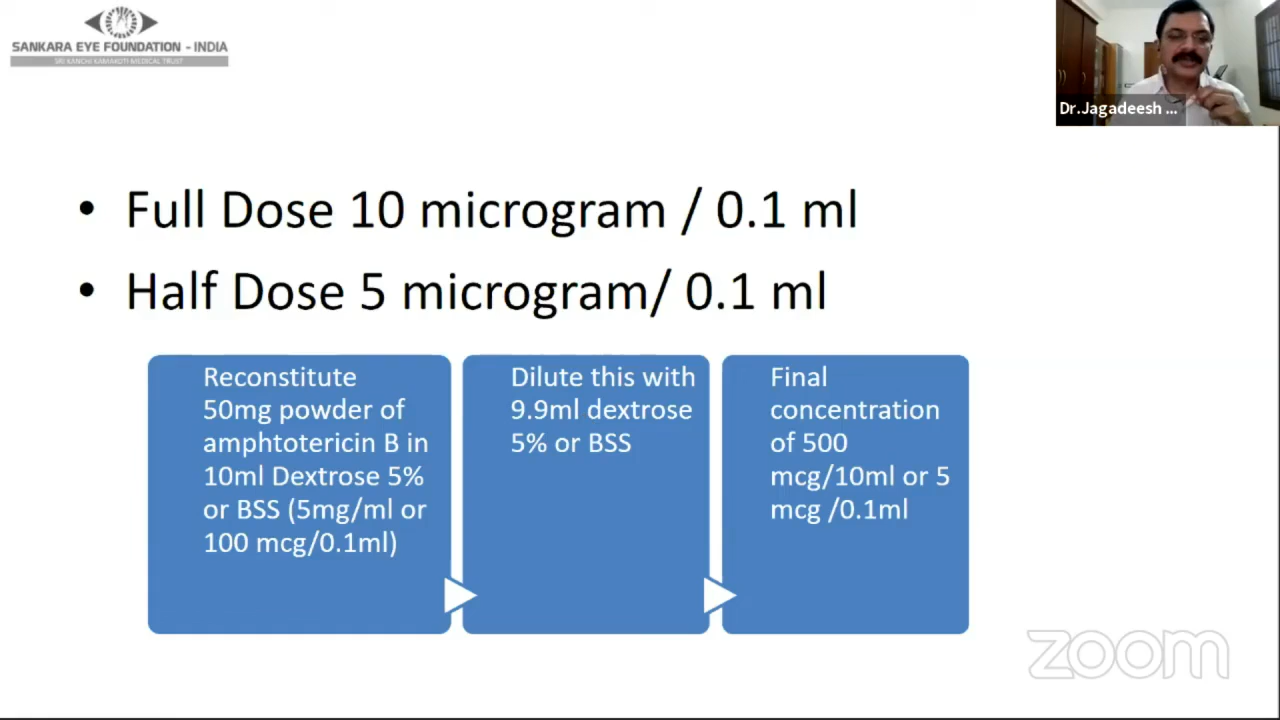 SANKARA EYE FOUNDATION - INDIA
SRI KANCHI KAMAKOTI MEDICAL TRUST
Dr.Jagadeesh ...
• Full Dose 10 microgram / 0.1 ml
• Half Dose 5 microgram/ 0.1 ml
Reconstitute
50mg powder of
amphtotericin B in
10ml Dextrose 5%
or BSS (5mg/ml or
100 mcg/0.1ml)
Dilute this with
9.9ml dextrose
5% or BSS
Final
concentration
of 500
mcg/10ml or 5
mcg /0.1ml
zoom